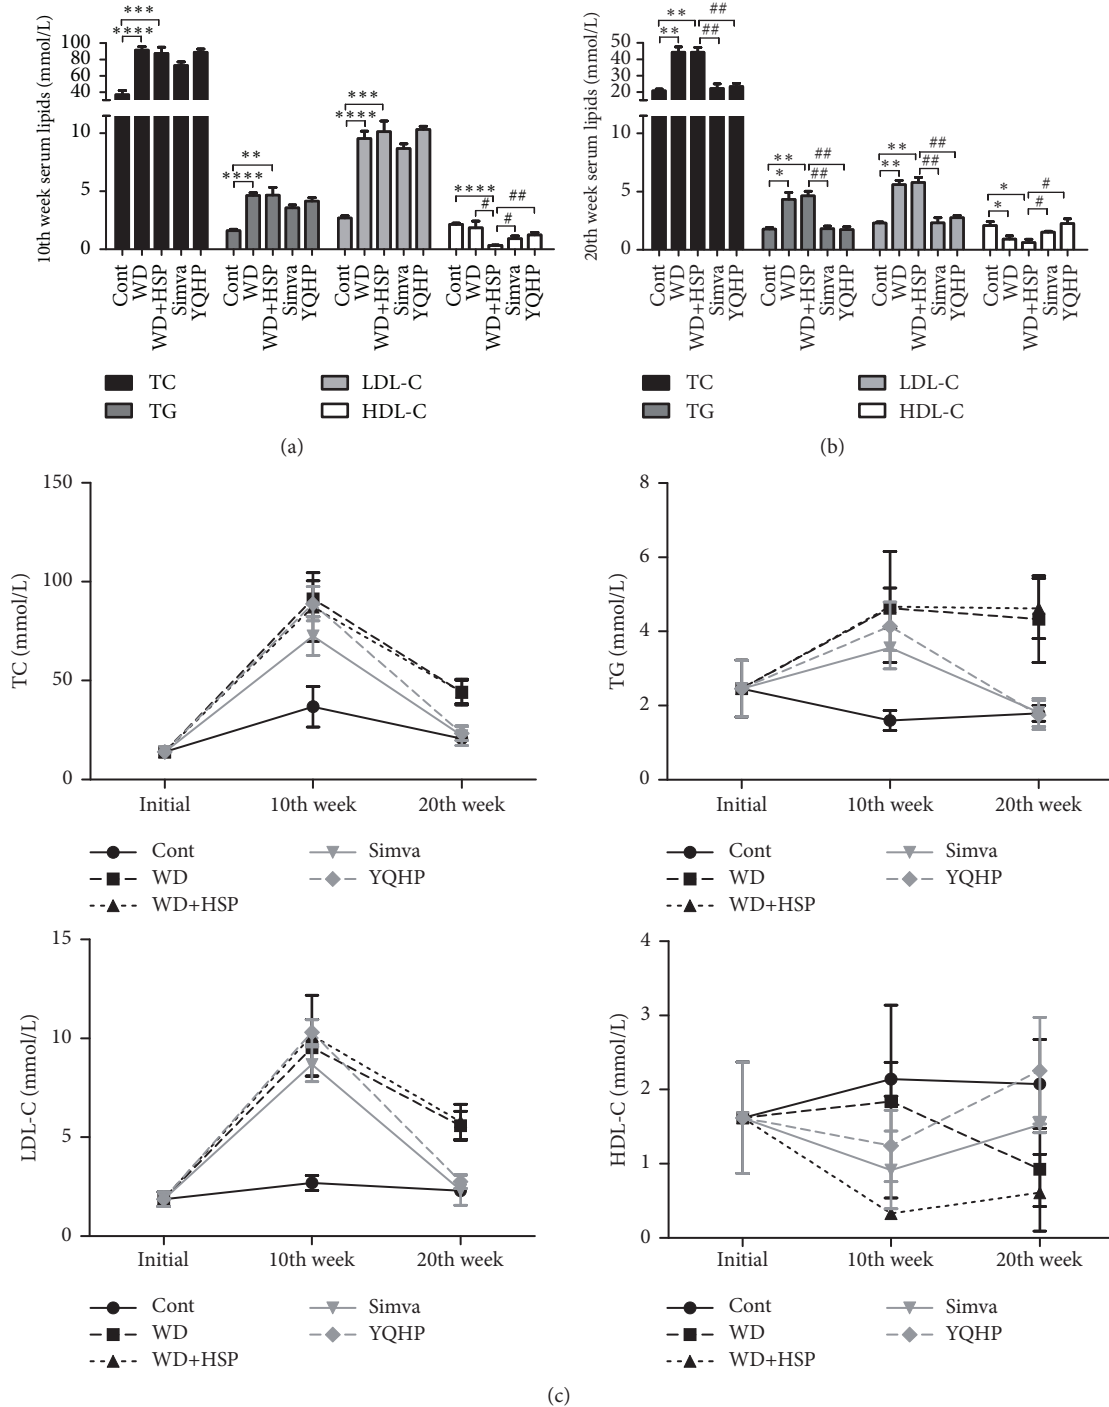 10th week serum lipids (mmol/L)
100
80
60
40
10
5
0
*** 
****
**
****
***
****
****
##
#
#
Cont
WD
WD+HSP
Simva
YQHP
Cont
WD
WD+HSP
Simva
YQHP
Cont
WD
WD+HSP
Simva
YQHP
Cont
WD
WD+HSP
Simva
YQHP
TC
LDL-C
TG
HDL-C
(a)
20th week serum lipids (mmol/L)
50
40
30
20
10
5
0
**
##
**
##
**
##
*
##
**
##
**
##
*
#
*
#
Cont
WD
WD+HSP
Simva
YQHP
Cont
WD
WD+HSP
Simva
YQHP
Cont
WD
WD+HSP
Simva
YQHP
Cont
WD
WD+HSP
Simva
YQHP
TC
LDL-C
TG
HDL-C
(b)
TC (mmol/L)
150
100
50
0
Initial 10th week 20th week
Cont Simva
WD YQHP
WD+HSP
TG (mmol/L)
8
6
4
2
0
Initial 10th week 20th week
Cont Simva
WD YQHP
WD+HSP
LDL-C (mmol/L)
15
10
5
0
Initial 10th week 20th week
Cont Simva
WD YQHP
WD+HSP
HDL-C (mmol/L)
4
3
2
1
0
Initial 10th week 20th week
Cont Simva
WD YQHP
WD+HSP
(c)